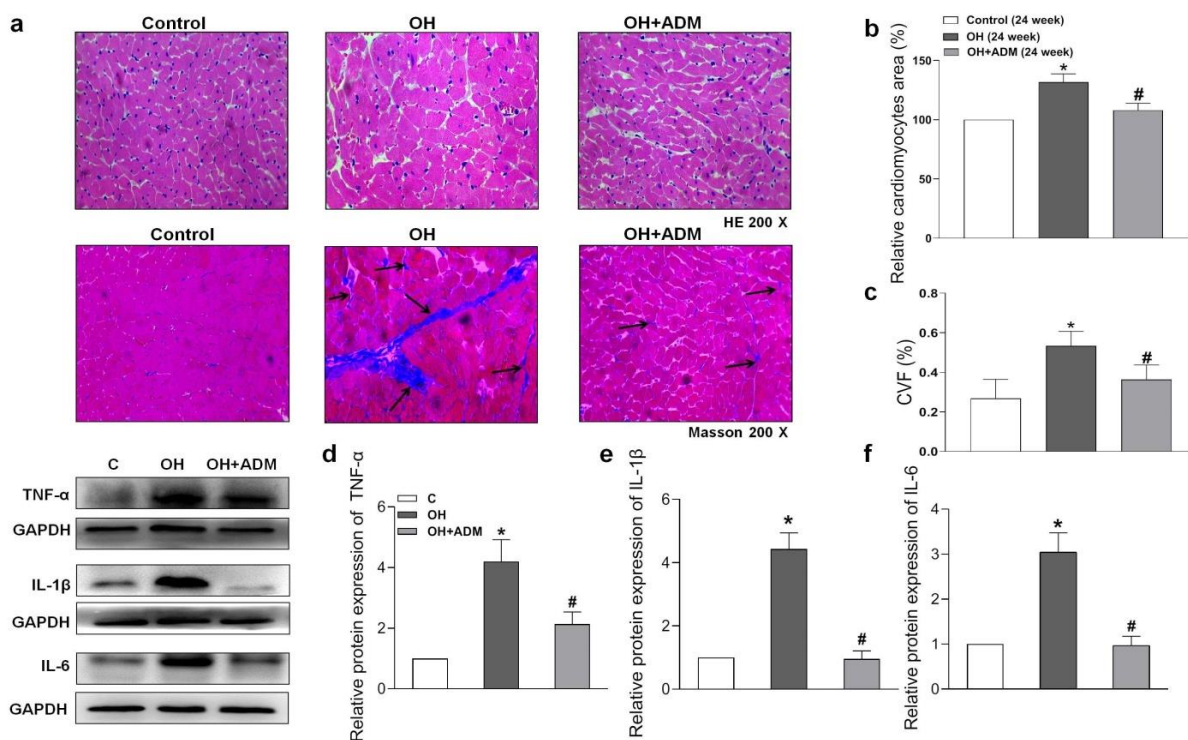 a
Control OH OH+ADM
HE 200 X
Control OH OH+ADM
Masson 200 X
b
Control (24 week)
OH (24 week)
OH+ADM (24 week)
Relative cardiomyocytes area (%)
150
100
50
0
*
#
c
CVF (%)
0.8
0.6
0.4
0.2
0.0
*
#
C OH OH+ADM
TNF-α
GAPDH
IL-1β
GAPDH
IL-6
GAPDH
d
Relative protein expression of TNF-α
6
4
2
0
C
OH
OH+ADM
*
#
e
Relative protein expression of IL-1β
6
4
2
0
*
#
f
Relative protein expression of IL-6
4
3
2
1
0
*
#